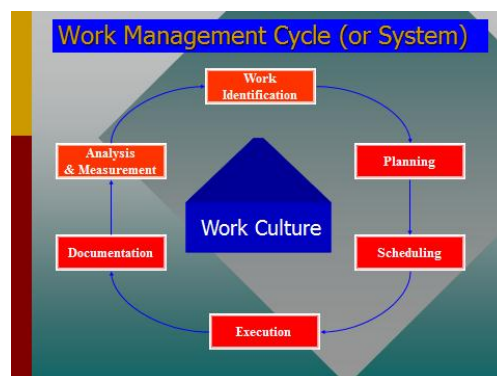 Work Management Cycle (or System)
Work
Identification
Analysis
& Measurement
Planning
Work Culture
Documentation
Scheduling
Execution